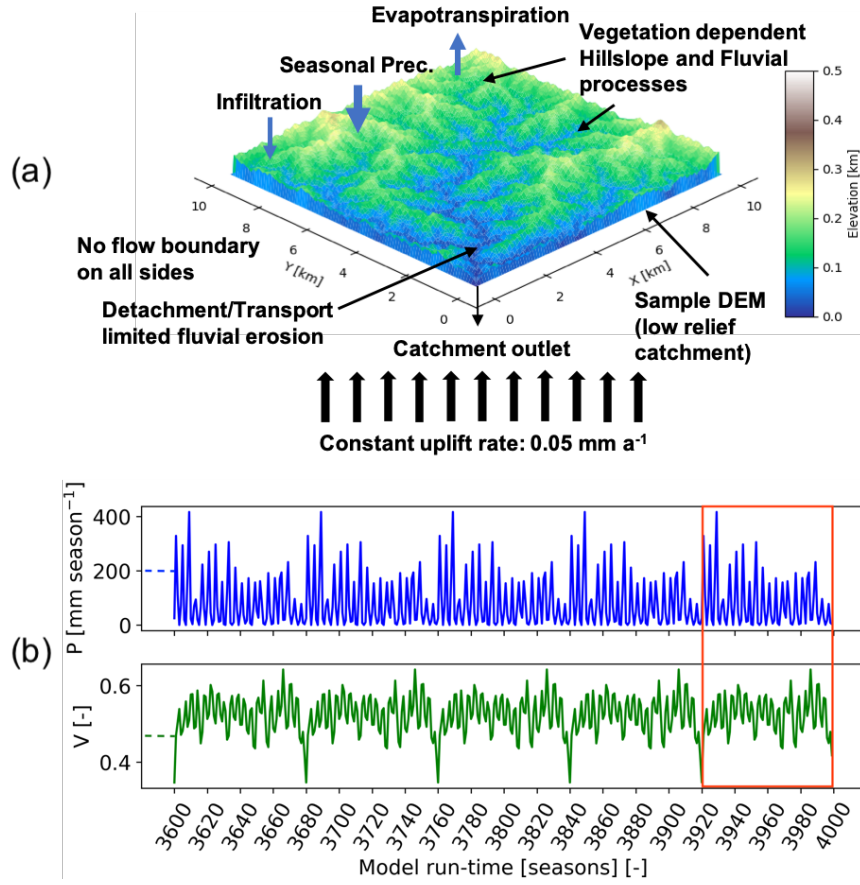 (a)
Evapotranspiration
Seasonal Prec.
Infiltration
Vegetation dependent
Hillslope and Fluvial
processes
0.5
0.4
0.3
0.2
0.1
0.0
Elevation [km]
10
8
6
4
2
0
Y [km]
0
2
4
6
8
10
X [km]
No flow boundary
on all sides
Detachment/Transport
limited fluvial erosion
Sample DEM
(low relief
catchment)
Catchment outlet
Constant uplift rate: 0.05 mm a⁻¹
(b)
P [mm season⁻¹]
400
200
0
V [-]
0.6
0.4
3600
3620
3640
3660
3680
3700
3720
3740
3760
3780
3800
3820
3840
3860
3880
3900
3920
3940
3960
3980
4000
Model run-time [seasons] [-]